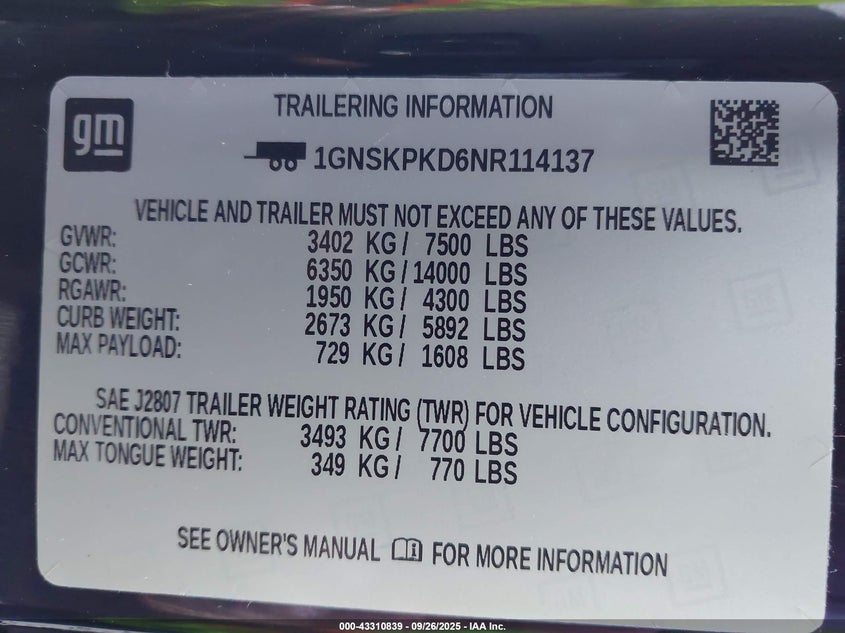 gm
TRAILERING INFORMATION
1GNSKPKD6NR114137
VEHICLE AND TRAILER MUST NOT EXCEED ANY OF THESE VALUES.
GVWR: 3402 KG / 7500 LBS
GCWR: 6350 KG / 14000 LBS
RGAWR: 1950 KG / 4300 LBS
CURB WEIGHT: 2673 KG / 5892 LBS
MAX PAYLOAD: 729 KG / 1608 LBS
SAE J2807 TRAILER WEIGHT RATING (TWR) FOR VEHICLE CONFIGURATION.
CONVENTIONAL TWR: 3493 KG / 7700 LBS
MAX TONGUE WEIGHT: 349 KG / 770 LBS
SEE OWNER'S MANUAL FOR MORE INFORMATION
000-43310839 - 09/26/2025 - IAA Inc.